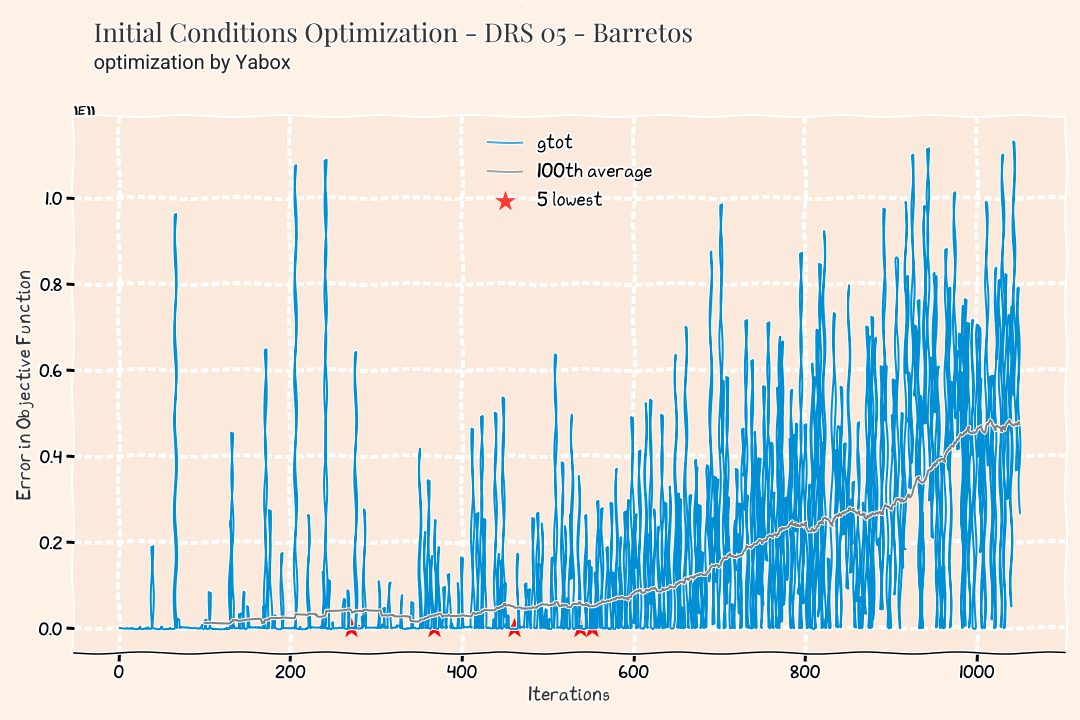 Initial Conditions Optimization - DRS 05 - Barretos
optimization by Yabox
1E11
gtot
100th average
5 lowest
1.0
0.8
0.6
0.4
0.2
0.0
Error in Objective Function
0 200 400 600 800 1000
Iterations